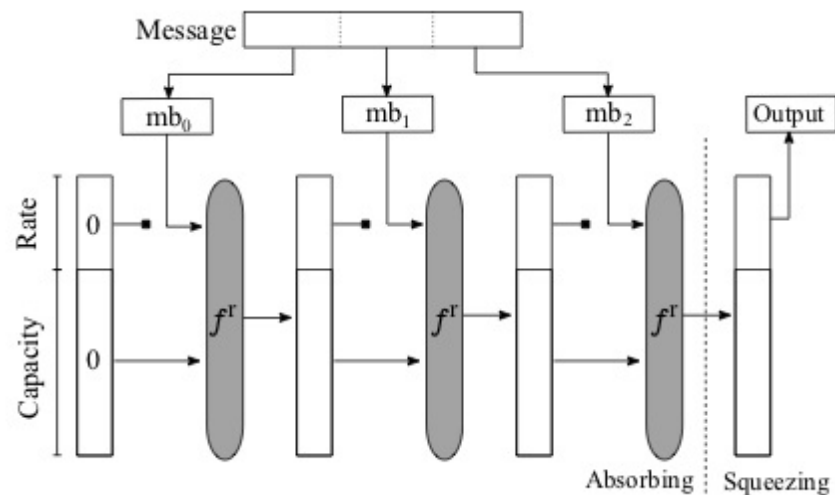 Message
mb0
mb1
mb2
Output
Rate
0
Capacity
0
fr
fr
fr
Absorbing
Squeezing